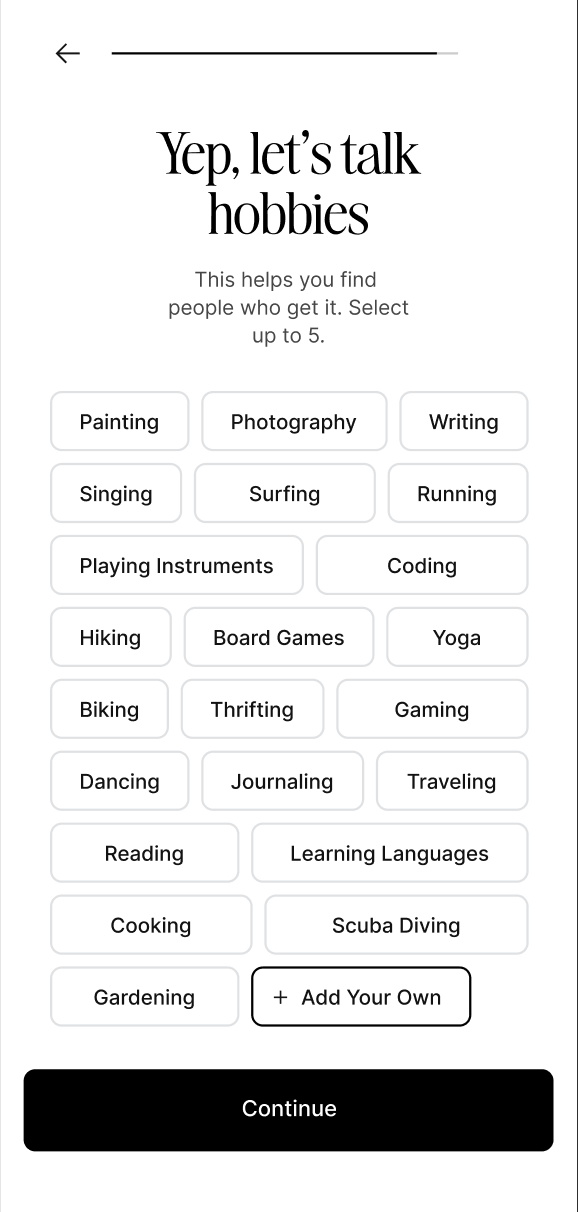 Yep, let’s talk
hobbies
This helps you find
people who get it. Select
up to 5.
Painting
Photography
Writing
Singing
Surfing
Running
Playing Instruments
Coding
Hiking
Board Games
Yoga
Biking
Thrifting
Gaming
Dancing
Journaling
Traveling
Reading
Learning Languages
Cooking
Scuba Diving
Gardening
+ Add Your Own
Continue